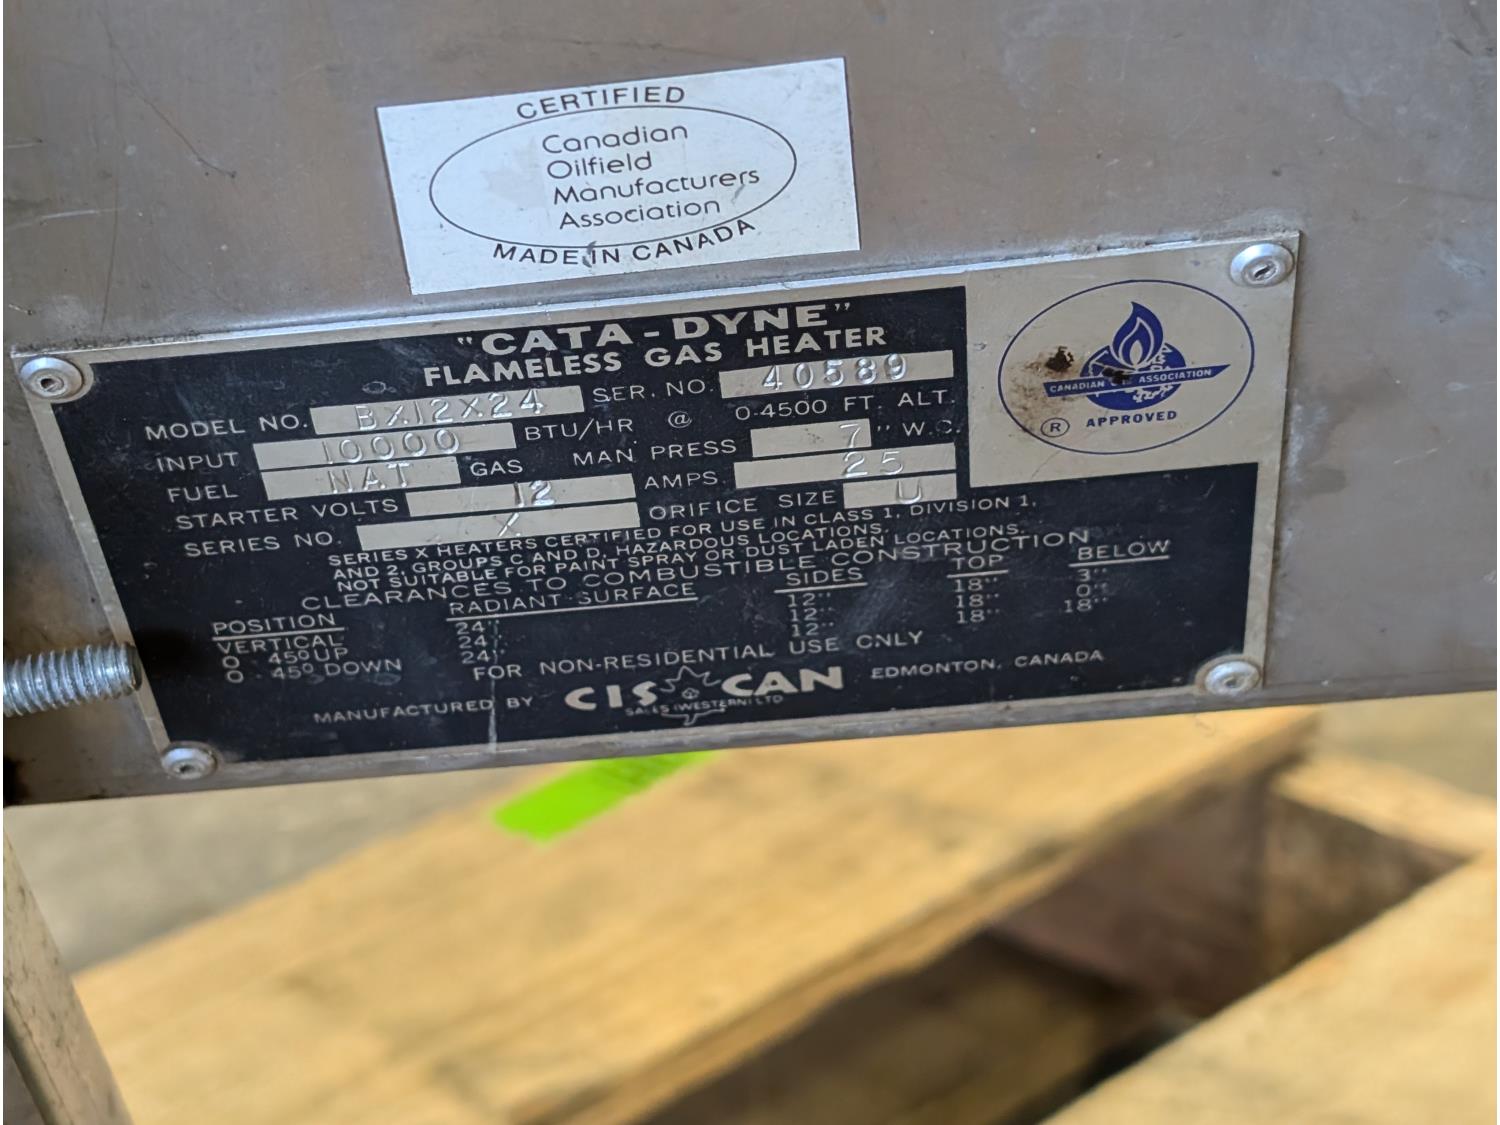 CERTIFIED
Canadian
Oilfield
Manufacturers
Association
MADE IN CANADA
"CATA-DYNE"
FLAMELESS GAS HEATER
MODEL NO. BX12X24 SER. NO. 40589
INPUT 10000 BTU/HR @ 0-4500 FT. ALT.
FUEL NAT GAS MAN PRESS 7" W.C.
STARTER VOLTS 12 AMPS. 25
SERIES NO. X ORIFICE SIZE U
SERIES X HEATERS CERTIFIED FOR USE IN CLASS 1, DIVISION 1,
AND 2, GROUPS C AND D, HAZARDOUS LOCATIONS.
NOT SUITABLE FOR PAINT SPRAY OR DUST LADEN LOCATIONS.
CLEARANCES TO COMBUSTIBLE CONSTRUCTION
POSITION RADIANT SURFACE SIDES TOP BELOW
VERTICAL 24" 12" 18" 3"
0 - 45º UP 24" 12" 18" 0"
0 - 45º DOWN 24" 12" 18" 18"
FOR NON-RESIDENTIAL USE ONLY
MANUFACTURED BY CIS CAN EDMONTON, CANADA
SALES (WESTERN) LTD
CANADIAN ASSOCIATION
® APPROVED